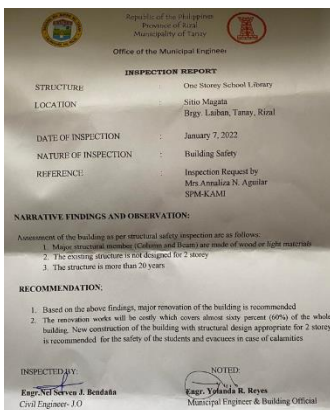 Republic of the Philippines
Province of Rizal
Municipality of Tanay
Office of the Municipal Engineer
INSPECTION REPORT
STRUCTURE : One Storey School Library
LOCATION : Sitio Magata
Brgy. Laiban, Tanay, Rizal
DATE OF INSPECTION : January 7, 2022
NATURE OF INSPECTION : Building Safety
REFERENCE : Inspection Request by
Mrs Annaliza N. Aguilar
SPM-KAMI
NARRATIVE FINDINGS AND OBSERVATION:
Assessment of the building as per structural safety inspection are as follows:
1. Major structural member (Column and Beam) are made of wood or light materials
2. The existing structure is not designed for 2 storey
3. The structure is more than 20 years
RECOMMENDATION:
1. Based on the above findings, major renovation of the building is recommended
2. The renovation works will be costly which covers almost sixty percent (60%) of the whole
building. New construction of the building with structural design appropriate for 2 storey
is recommended for the safety of the students and evacuees in case of calamities
INSPECTED BY: NOTED:
Engr. Nel Serven J. Bendaña Engr. Yolanda R. Reyes
Civil Engineer- J.O Municipal Engineer & Building Official